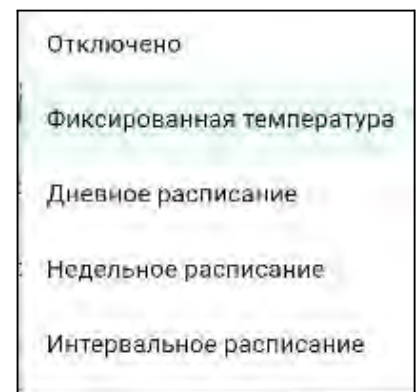 Отключено
Фиксированная температура
Дневное расписание
Недельное расписание
Интервальное расписание